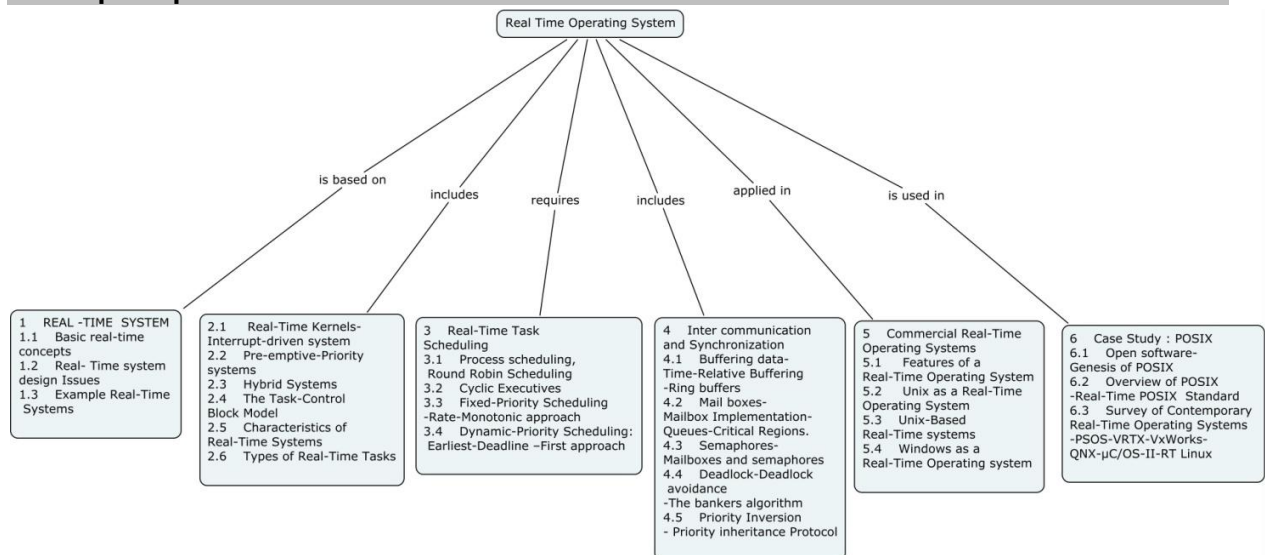 Real Time Operating System
is based on
includes
requires
includes
applied in
is used in
1 REAL -TIME SYSTEM
1.1 Basic real-time
concepts
1.2 Real- Time system
design Issues
1.3 Example Real-Time
Systems
2.1 Real-Time Kernels-
Interrupt-driven system
2.2 Pre-emptive-Priority
systems
2.3 Hybrid Systems
2.4 The Task-Control
Block Model
2.5 Characteristics of
Real-Time Systems
2.6 Types of Real-Time Tasks
3 Real-Time Task
Scheduling
3.1 Process scheduling,
Round Robin Scheduling
3.2 Cyclic Executives
3.3 Fixed-Priority Scheduling
-Rate-Monotonic approach
3.4 Dynamic-Priority Scheduling:
Earliest-Deadline –First approach
4 Inter communication
and Synchronization
4.1 Buffering data-
Time-Relative Buffering
-Ring buffers
4.2 Mail boxes-
Mailbox Implementation-
Queues-Critical Regions.
4.3 Semaphores-
Mailboxes and semaphores
4.4 Deadlock-Deadlock
avoidance
-The bankers algorithm
4.5 Priority Inversion
- Priority inheritance Protocol
5 Commercial Real-Time
Operating Systems
5.1 Features of a
Real-Time Operating System
5.2 Unix as a Real-Time
Operating System
5.3 Unix-Based
Real-Time systems
5.4 Windows as a
Real-Time Operating system
6 Case Study : POSIX
6.1 Open software-
Genesis of POSIX
6.2 Overview of POSIX
-Real-Time POSIX Standard
6.3 Survey of Contemporary
Real-Time Operating Systems
-PSOS-VRTX-VxWorks-
QNX-µC/OS-II-RT Linux